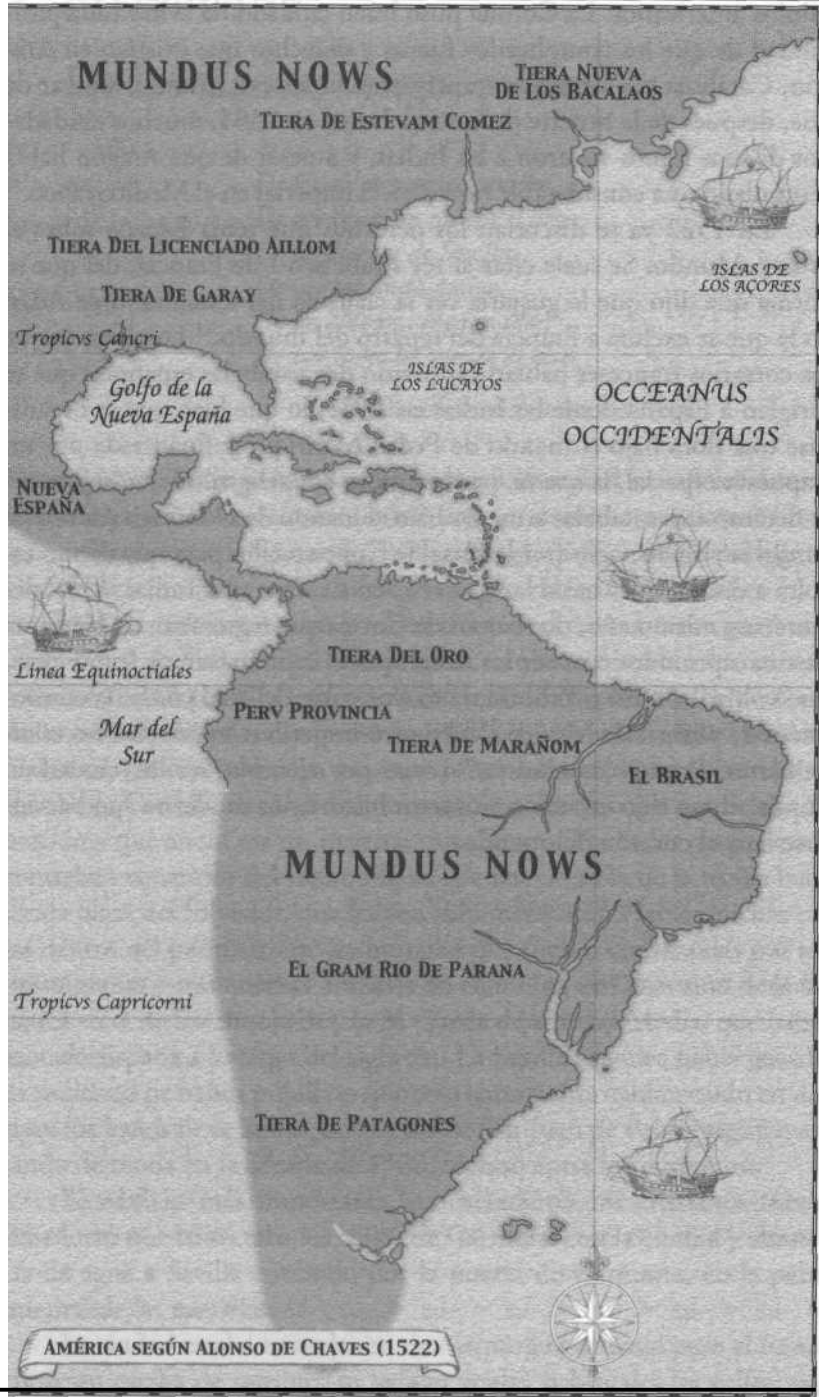 MUNDUS NOWS
TIERA NUEVA
DE LOS BACALAOS
TIERA DE ESTEVAM COMEZ
TIERA DEL LICENCIADO AILLOM
ISLAS DE
LOS AÇORES
TIERA DE GARAY
Tropicvs Cancri
Golfo de la
Nueva España
ISLAS DE
LOS LUCAYOS
OCCEANUS
OCCIDENTALIS
NUEVA
ESPAÑA
TIERA DEL ORO
Linea Equinoctiales
PERV PROVINCIA
Mar del
Sur
TIERA DE MARAÑOM
EL BRASIL
MUNDUS NOWS
EL GRAM RIO DE PARANA
Tropicvs Capricorni
TIERA DE PATAGONES
AMÉRICA SEGÚN ALONSO DE CHAVES (1522)